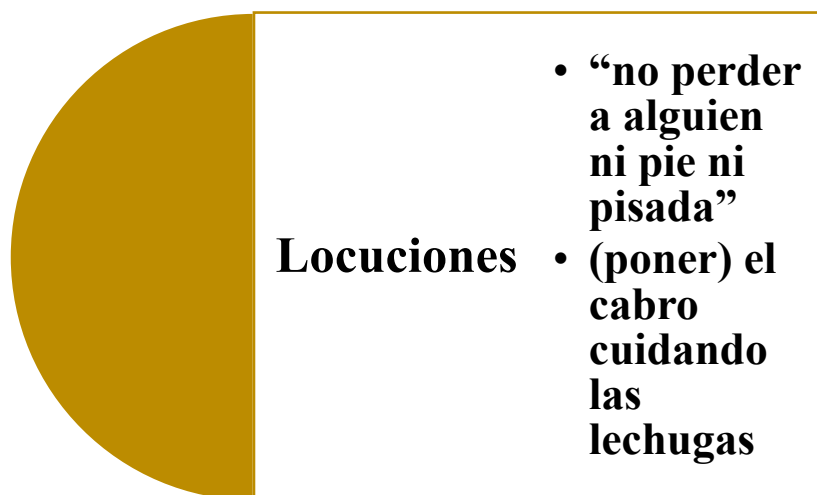 Locuciones
• “no perder
a alguien
ni pie ni
pisada”
• (poner) el
cabro
cuidando
las
lechugas